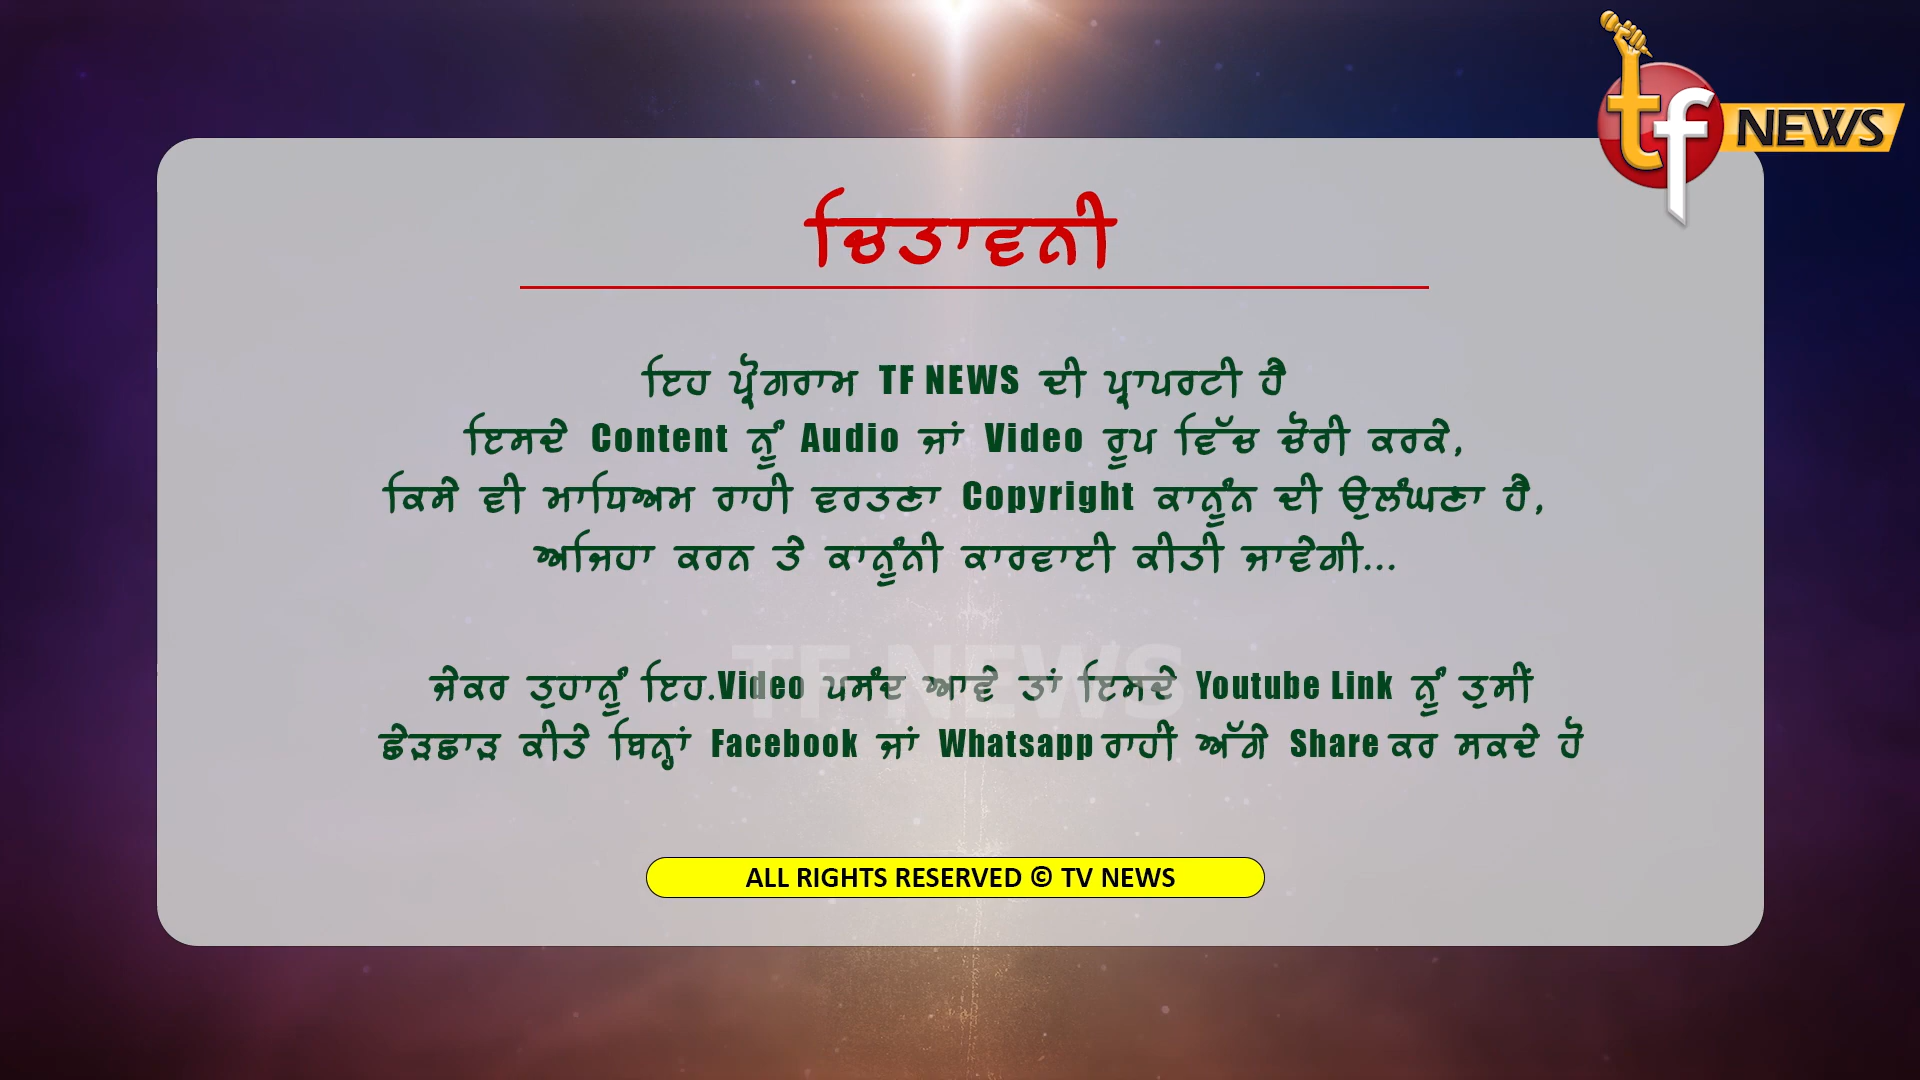 tf NEWS
ਚਿਤਾਵਨੀ
ਇਹ ਪ੍ਰੋਗਰਾਮ TF NEWS ਦੀ ਪ੍ਰਾਪਰਟੀ ਹੈ
ਇਸਦੇ Content ਨੂੰ Audio ਜਾਂ Video ਰੂਪ ਵਿੱਚ ਚੋਰੀ ਕਰਕੇ,
ਕਿਸੇ ਵੀ ਮਾਧਿਅਮ ਰਾਹੀ ਵਰਤਣਾ Copyright ਕਾਨੂੰਨ ਦੀ ਉਲੰਘਣਾ ਹੈ,
ਅਜਿਹਾ ਕਰਨ ਤੇ ਕਾਨੂੰਨੀ ਕਾਰਵਾਈ ਕੀਤੀ ਜਾਵੇਗੀ...
TF NEWS
ਜੇਕਰ ਤੁਹਾਨੂੰ ਇਹ.Video ਪਸੰਦ ਆਵੇ ਤਾਂ ਇਸਦੇ Youtube Link ਨੂੰ ਤੁਸੀਂ
ਛੇੜਛਾੜ ਕੀਤੇ ਬਿਨ੍ਹਾਂ Facebook ਜਾਂ Whatsapp ਰਾਹੀਂ ਅੱਗੇ Share ਕਰ ਸਕਦੇ ਹੋ
ALL RIGHTS RESERVED © TV NEWS